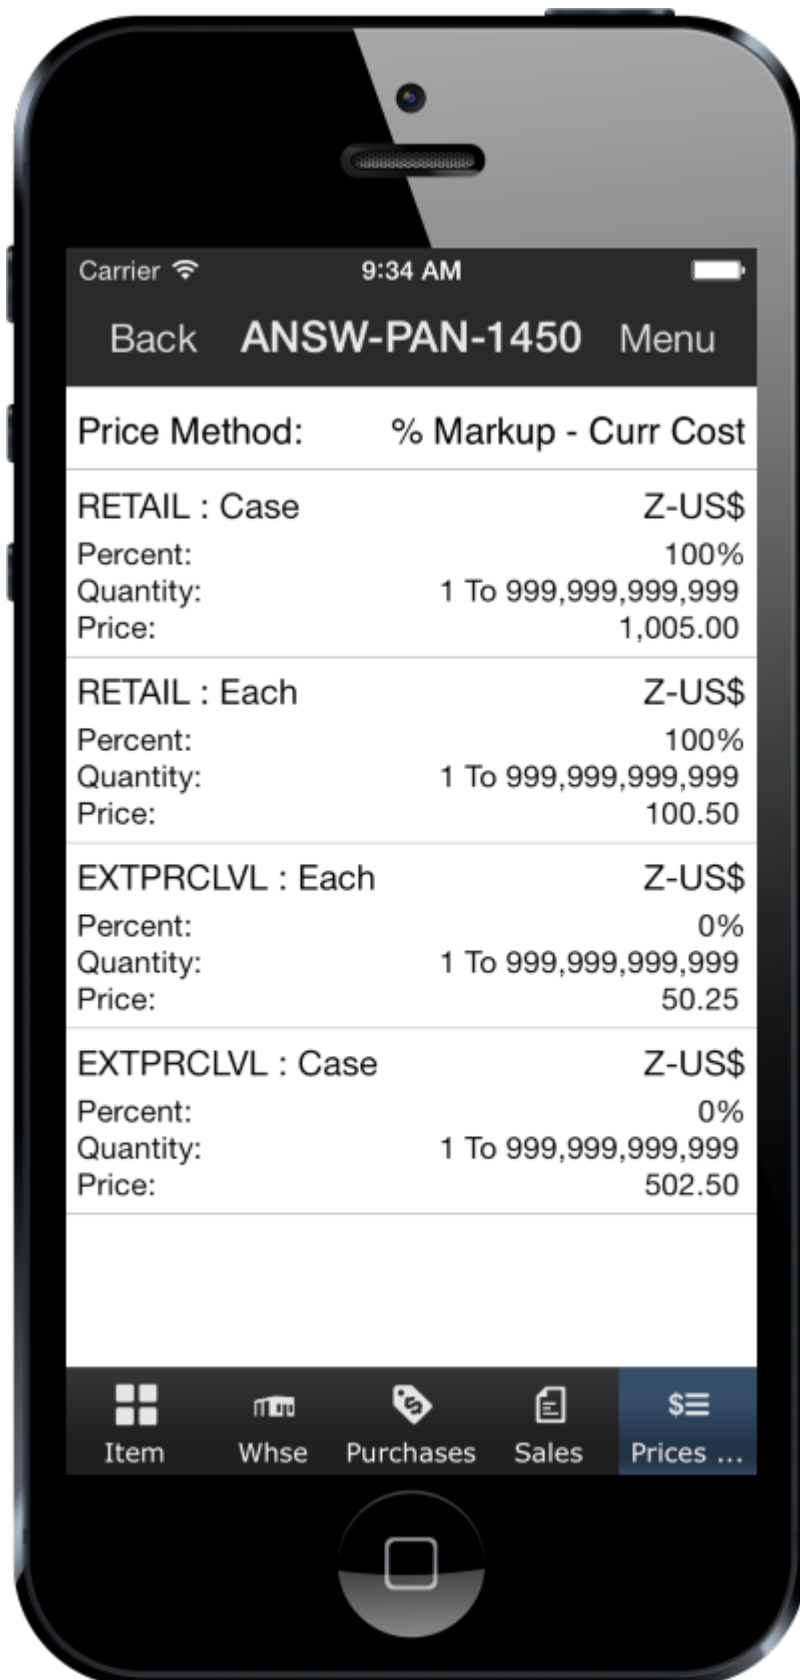 Carrier 9:34 AM
Back ANSW-PAN-1450 Menu
Price Method: % Markup - Curr Cost
RETAIL : Case Z-US$
Percent: 100%
Quantity: 1 To 999,999,999,999
Price: 1,005.00
RETAIL : Each Z-US$
Percent: 100%
Quantity: 1 To 999,999,999,999
Price: 100.50
EXTPRCLVL : Each Z-US$
Percent: 0%
Quantity: 1 To 999,999,999,999
Price: 50.25
EXTPRCLVL : Case Z-US$
Percent: 0%
Quantity: 1 To 999,999,999,999
Price: 502.50
Item Whse Purchases Sales Prices ...